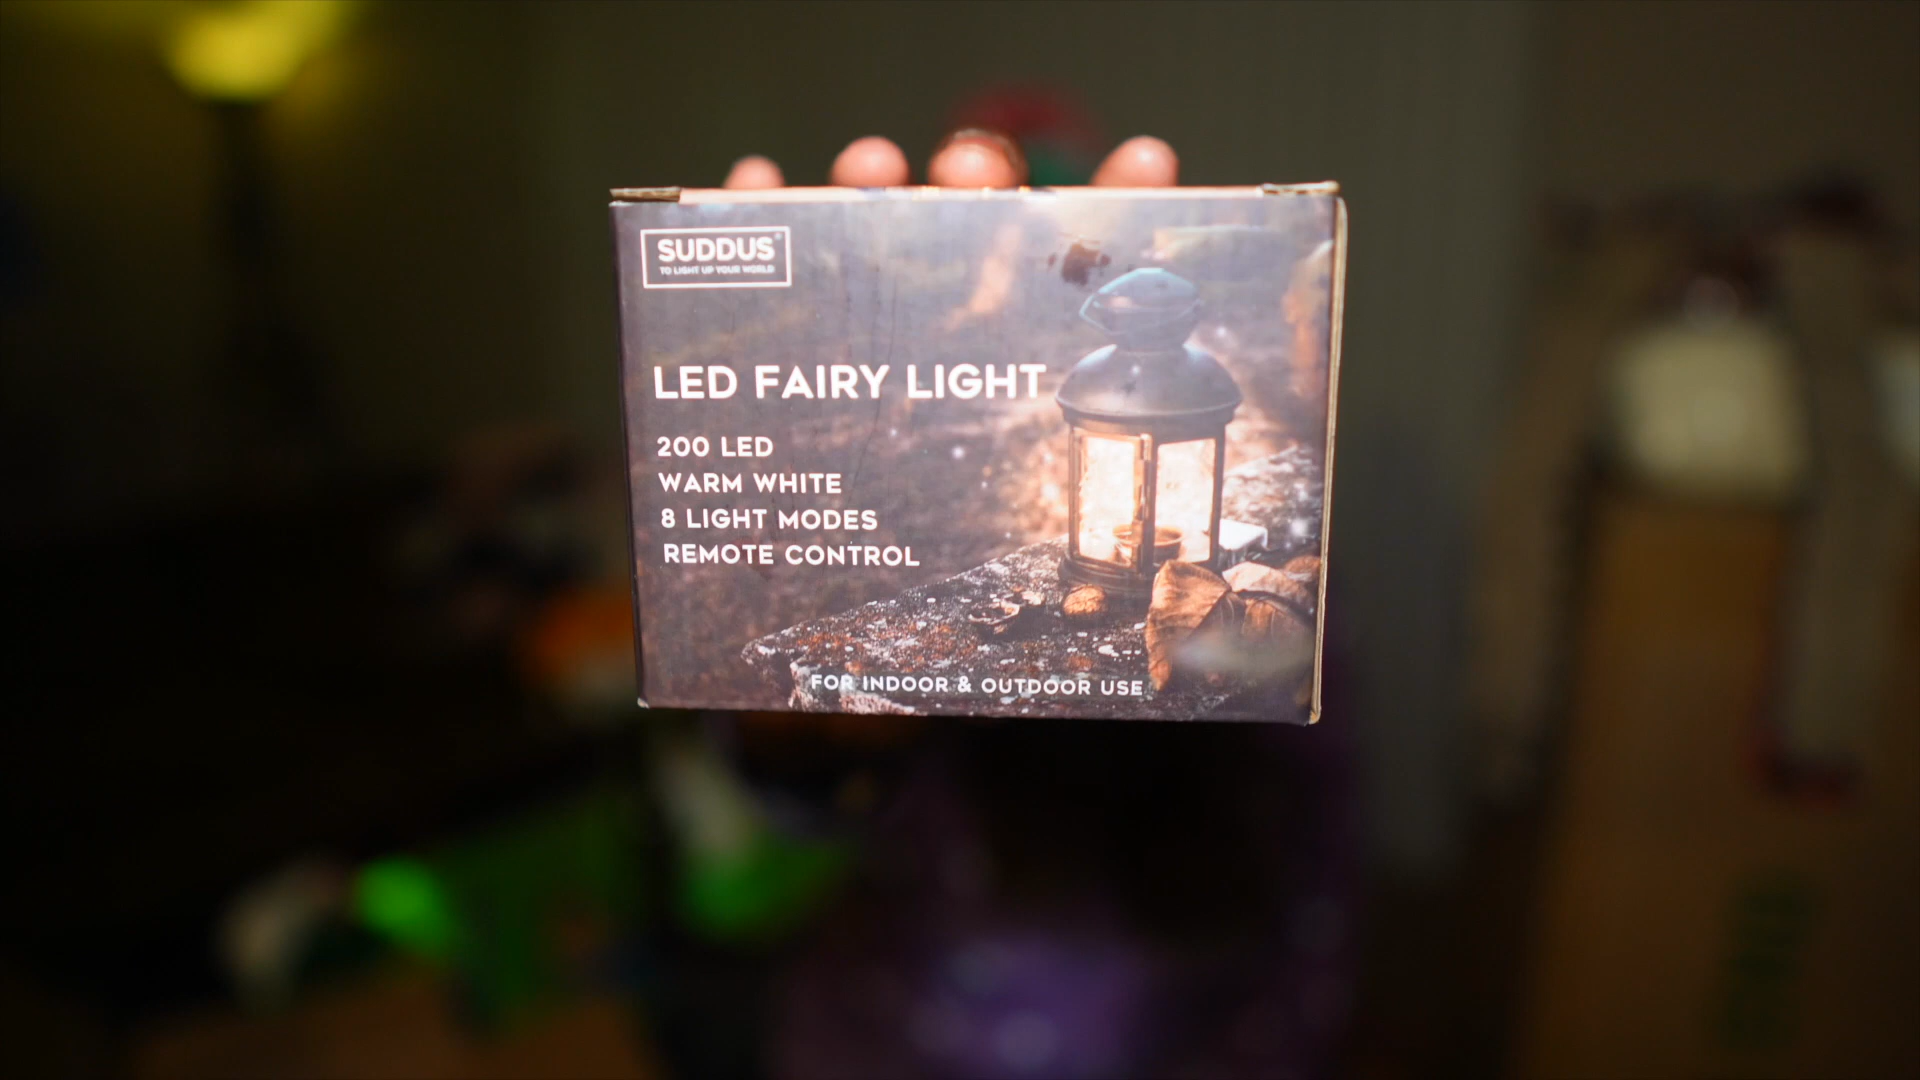 SUDDUS®
TO LIGHT UP YOUR WORLD
LED FAIRY LIGHT
200 LED
WARM WHITE
8 LIGHT MODES
REMOTE CONTROL
FOR INDOOR & OUTDOOR USE